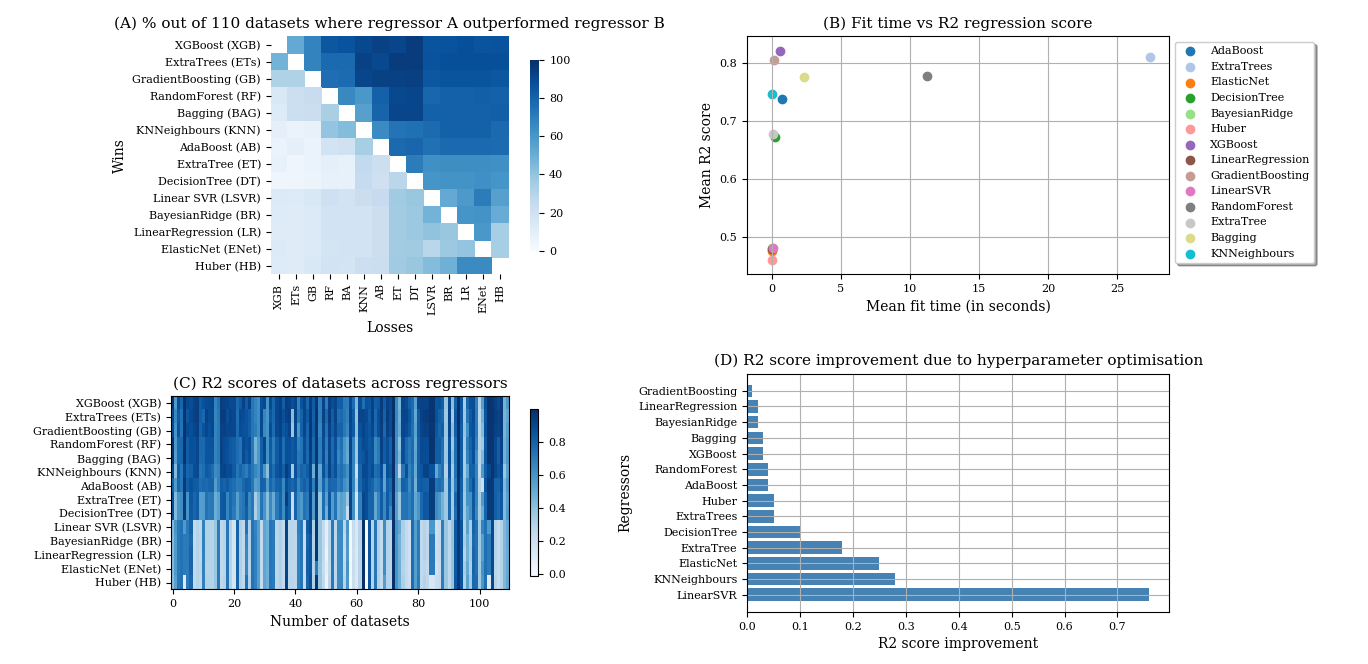 (A) % out of 110 datasets where regressor A outperformed regressor B
Wins
XGBoost (XGB)
ExtraTrees (ETs)
GradientBoosting (GB)
RandomForest (RF)
Bagging (BAG)
KNNeighbours (KNN)
AdaBoost (AB)
ExtraTree (ET)
DecisionTree (DT)
Linear SVR (LSVR)
BayesianRidge (BR)
LinearRegression (LR)
ElasticNet (ENet)
Huber (HB)
XGB
ETs
GB
RF
BA
KNN
AB
ET
DT
LSVR
BR
LR
ENet
HB
Losses
100
80
60
40
20
0
(B) Fit time vs R2 regression score
Mean R2 score
0.8
0.7
0.6
0.5
0
5
10
15
20
25
Mean fit time (in seconds)
AdaBoost
ExtraTrees
ElasticNet
DecisionTree
BayesianRidge
Huber
XGBoost
LinearRegression
GradientBoosting
LinearSVR
RandomForest
ExtraTree
Bagging
KNNeighbours
(C) R2 scores of datasets across regressors
XGBoost (XGB)
ExtraTrees (ETs)
GradientBoosting (GB)
RandomForest (RF)
Bagging (BAG)
KNNeighbours (KNN)
AdaBoost (AB)
ExtraTree (ET)
DecisionTree (DT)
Linear SVR (LSVR)
BayesianRidge (BR)
LinearRegression (LR)
ElasticNet (ENet)
Huber (HB)
0
20
40
60
80
100
Number of datasets
0.8
0.6
0.4
0.2
0.0
(D) R2 score improvement due to hyperparameter optimisation
Regressors
GradientBoosting
LinearRegression
BayesianRidge
Bagging
XGBoost
RandomForest
AdaBoost
Huber
ExtraTrees
DecisionTree
ExtraTree
ElasticNet
KNNeighbours
LinearSVR
0.0
0.1
0.2
0.3
0.4
0.5
0.6
0.7
R2 score improvement